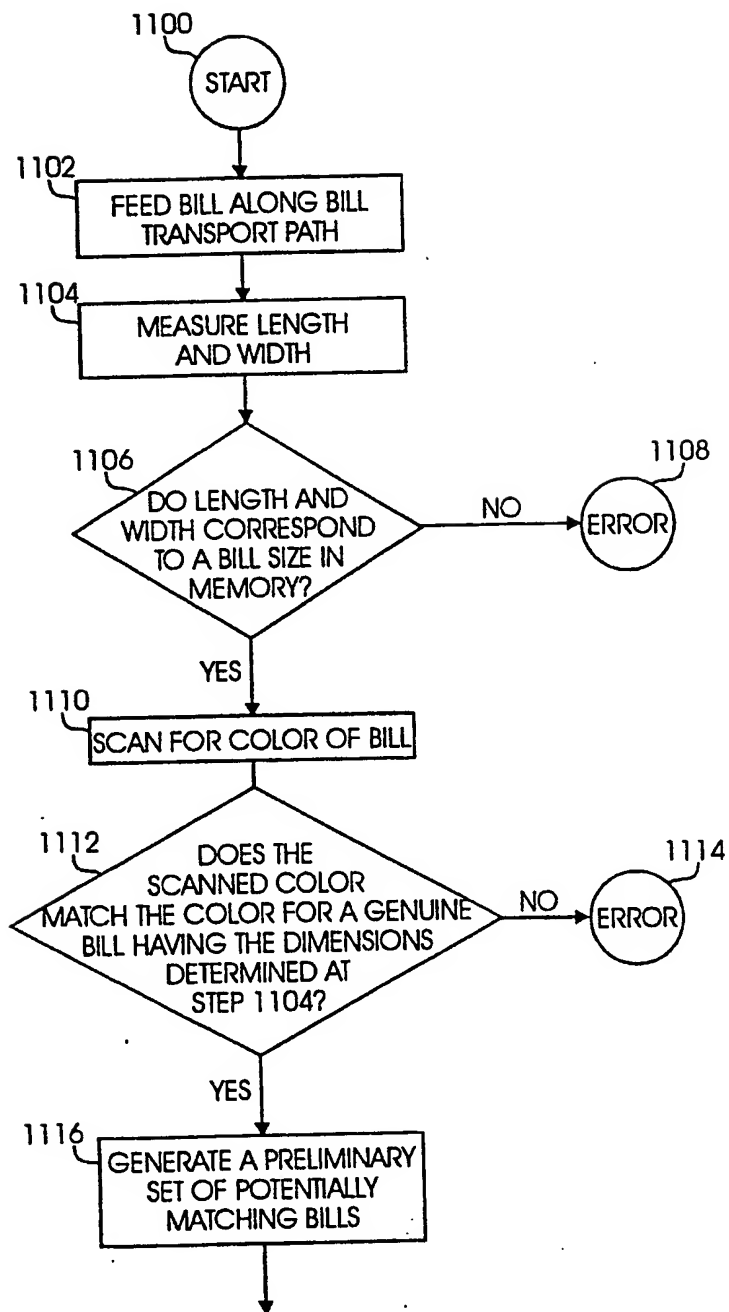 1100
START
1102
FEED BILL ALONG BILL
TRANSPORT PATH
1104
MEASURE LENGTH
AND WIDTH
1106
DO LENGTH AND
WIDTH CORRESPOND
TO A BILL SIZE IN
MEMORY?
NO
1108
ERROR
YES
1110
SCAN FOR COLOR OF BILL
1112
DOES THE
SCANNED COLOR
MATCH THE COLOR FOR A GENUINE
BILL HAVING THE DIMENSIONS
DETERMINED AT
STEP 1104?
NO
1114
ERROR
YES
1116
GENERATE A PRELIMINARY
SET OF POTENTIALLY
MATCHING BILLS